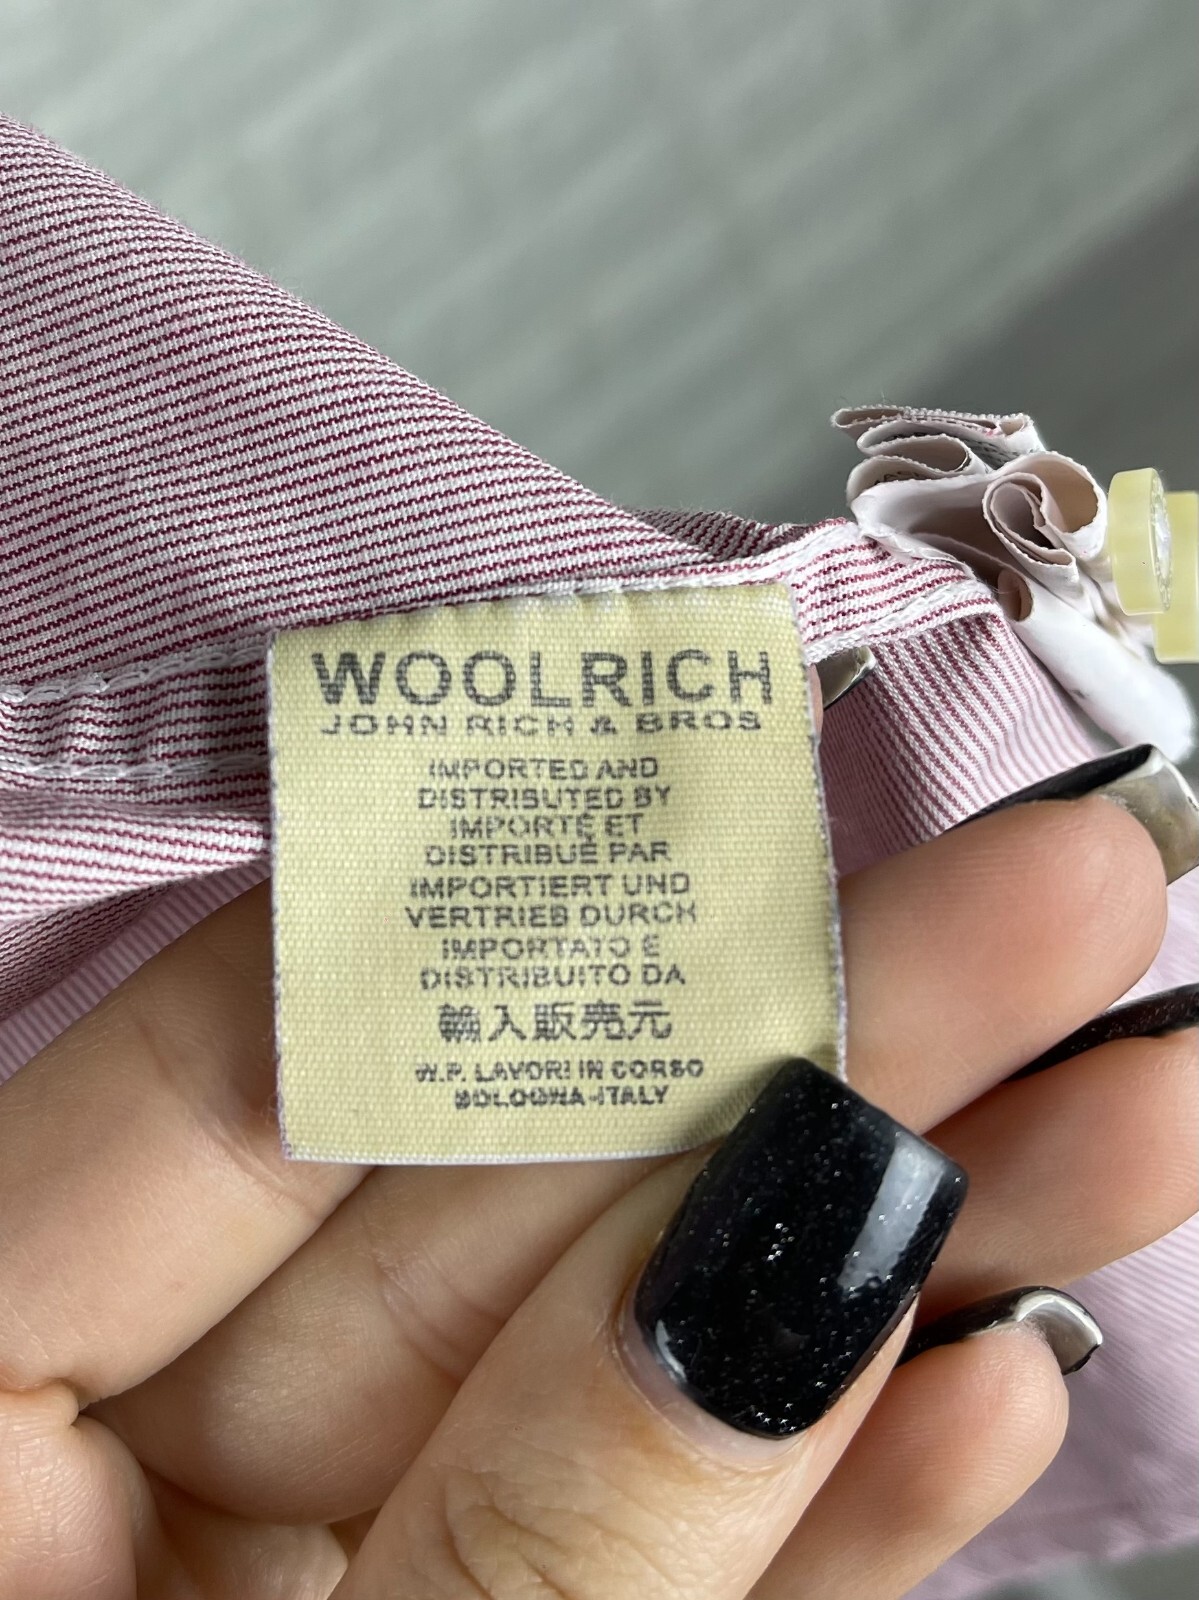 WOOLRICH
JOHN RICH & BROS
IMPORTED AND
DISTRIBUTED BY
IMPORTÉ ET
DISTRIBUÉ PAR
IMPORTIERT UND
VERTRIEB DURCH
IMPORTATO E
DISTRIBUITO DA
輸入販売元
W.P. LAVORI IN CORSO
BOLOGNA-ITALY